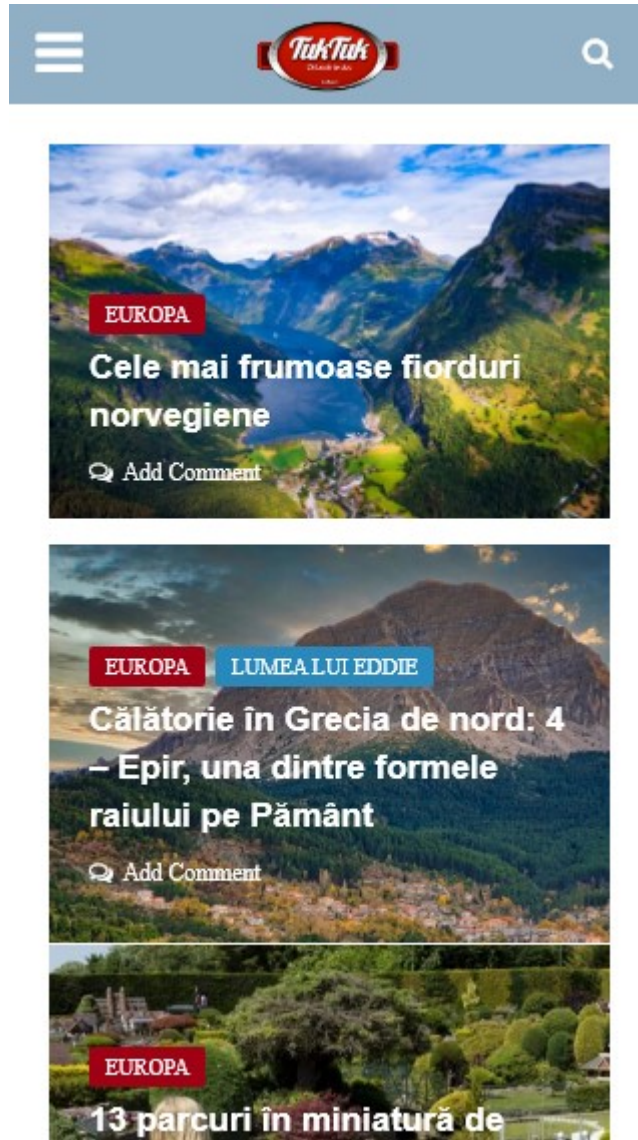 TukTuk
EUROPA
Cele mai frumoase fiorduri
norvegiene
Add Comment
EUROPA LUMEA LUI EDDIE
Călătorie în Grecia de nord: 4
– Epir, una dintre formele
raiului pe Pământ
Add Comment
EUROPA
13 parcuri în miniatură de